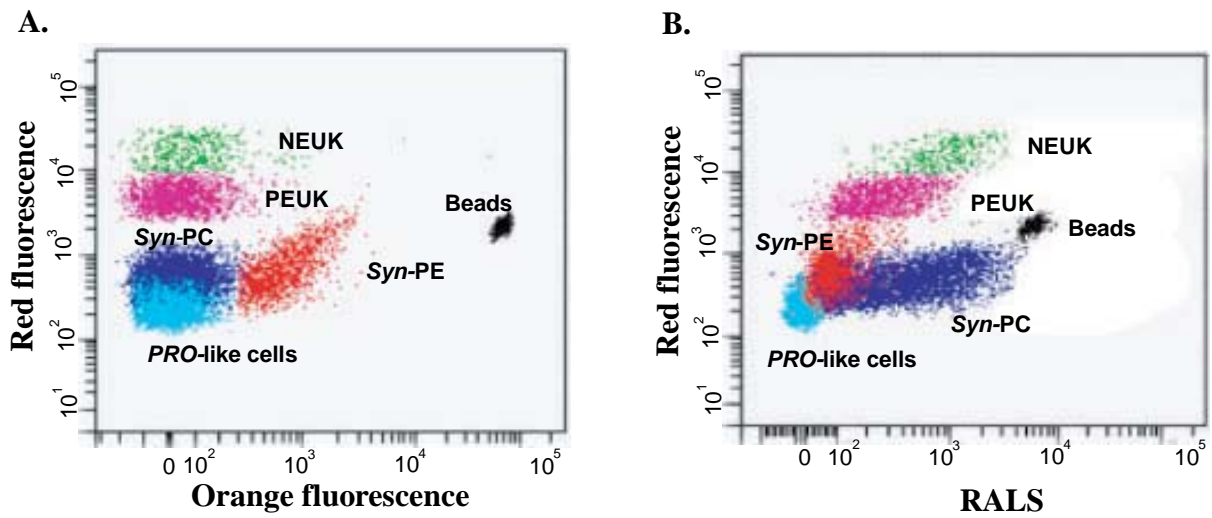 A.
Red fluorescence
10^5
10^4
10^3
10^2
10^1
NEUK
PEUK
Beads
Syn-PC
Syn-PE
PRO-like cells
0 10^2 10^3 10^4 10^5
Orange fluorescence
B.
Red fluorescence
10^5
10^4
10^3
10^2
10^1
NEUK
PEUK
Syn-PE
Beads
Syn-PC
PRO-like cells
0 10^2 10^3 10^4 10^5
RALS